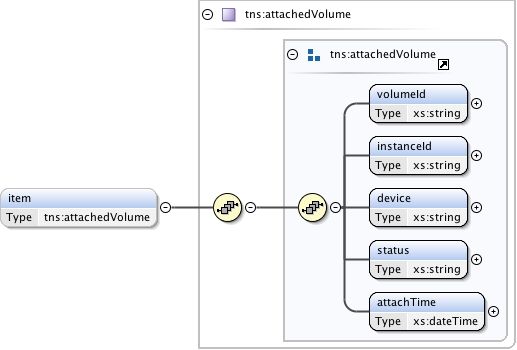 tns:attachedVolume
tns:attachedVolume
volumeId
Type xs:string
instanceId
Type xs:string
item
Type tns:attachedVolume
device
Type xs:string
status
Type xs:string
attachTime
Type xs:dateTime